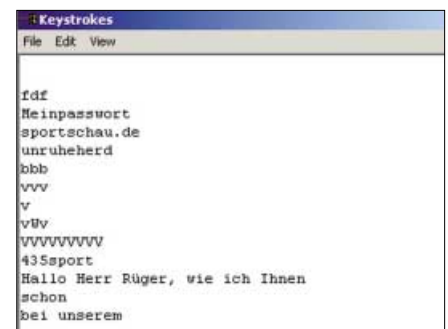 Keystrokes
File Edit View
fdf
Meinpasswort
sportschau.de
unruheherd
bbb
vvv
v
vWv
VVVVVVVVV
435sport
Hallo Herr Rüger, wie ich Ihnen
schon
bei unserem